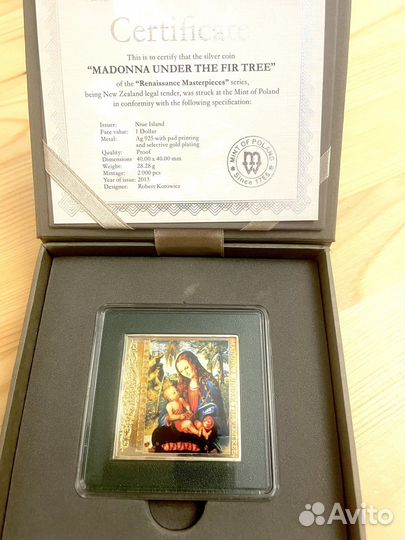 Certificate
This is to certify that the silver coin
"MADONNA UNDER THE FIR TREE"
of the "Renaissance Masterpieces" series,
being New Zealand legal tender, was struck at the Mint of Poland
in conformity with the following specification:
Issuer: Niue Island
Face value: 1 Dollar
Metal: Ag 925 with pad printing
and selective gold plating
Quality: Proof
Dimensions 40.00 x 40.00 mm
Weight: 28.28 g
Mintage: 2 000 pcs
Year of issue: 2013
Designer: Robert Kotowicz
MINT OF POLAND
Since 1766
Avito